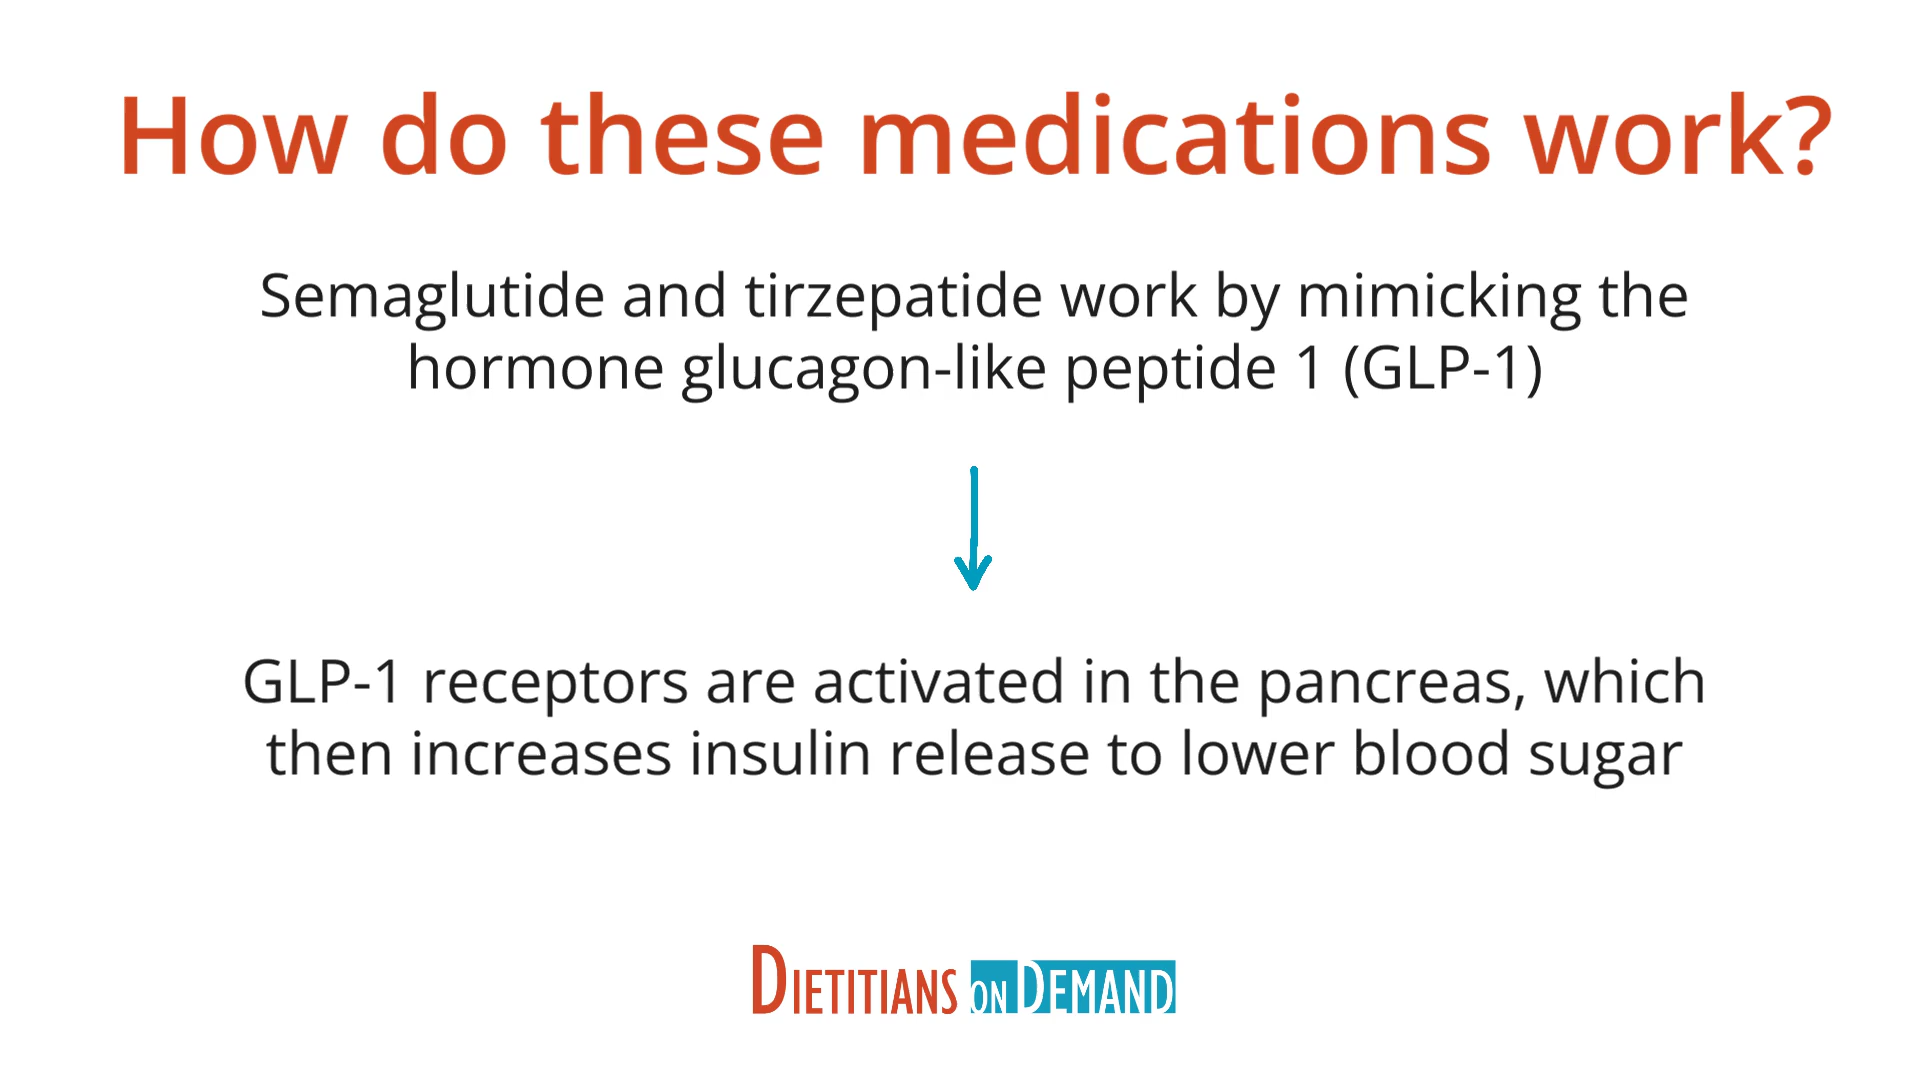 How do these medications work?
Semaglutide and tirzepatide work by mimicking the
hormone glucagon-like peptide 1 (GLP-1)
GLP-1 receptors are activated in the pancreas, which
then increases insulin release to lower blood sugar
DIETITIANS ON DEMAND